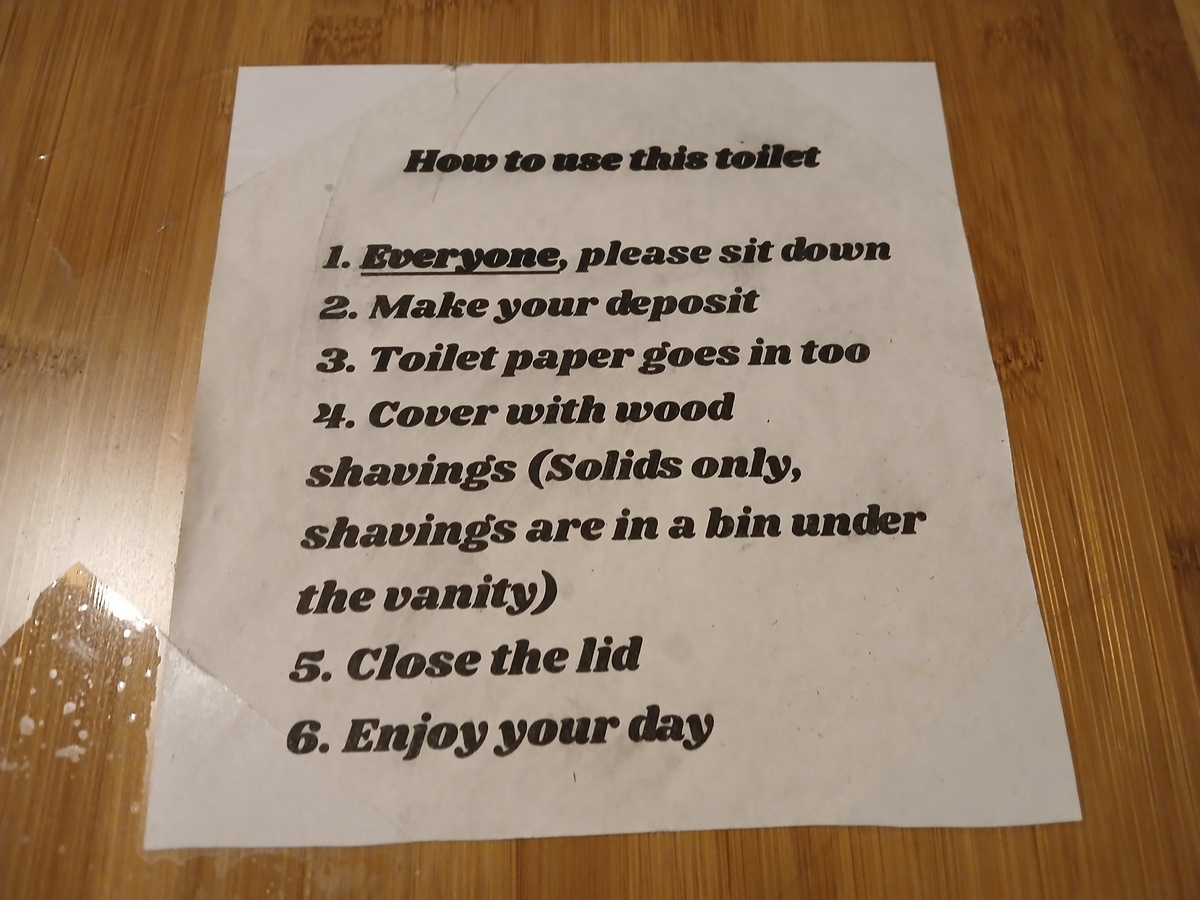 How to use this toilet
1. Everyone, please sit down
2. Make your deposit
3. Toilet paper goes in too
4. Cover with wood
shavings (Solids only,
shavings are in a bin under
the vanity)
5. Close the lid
6. Enjoy your day